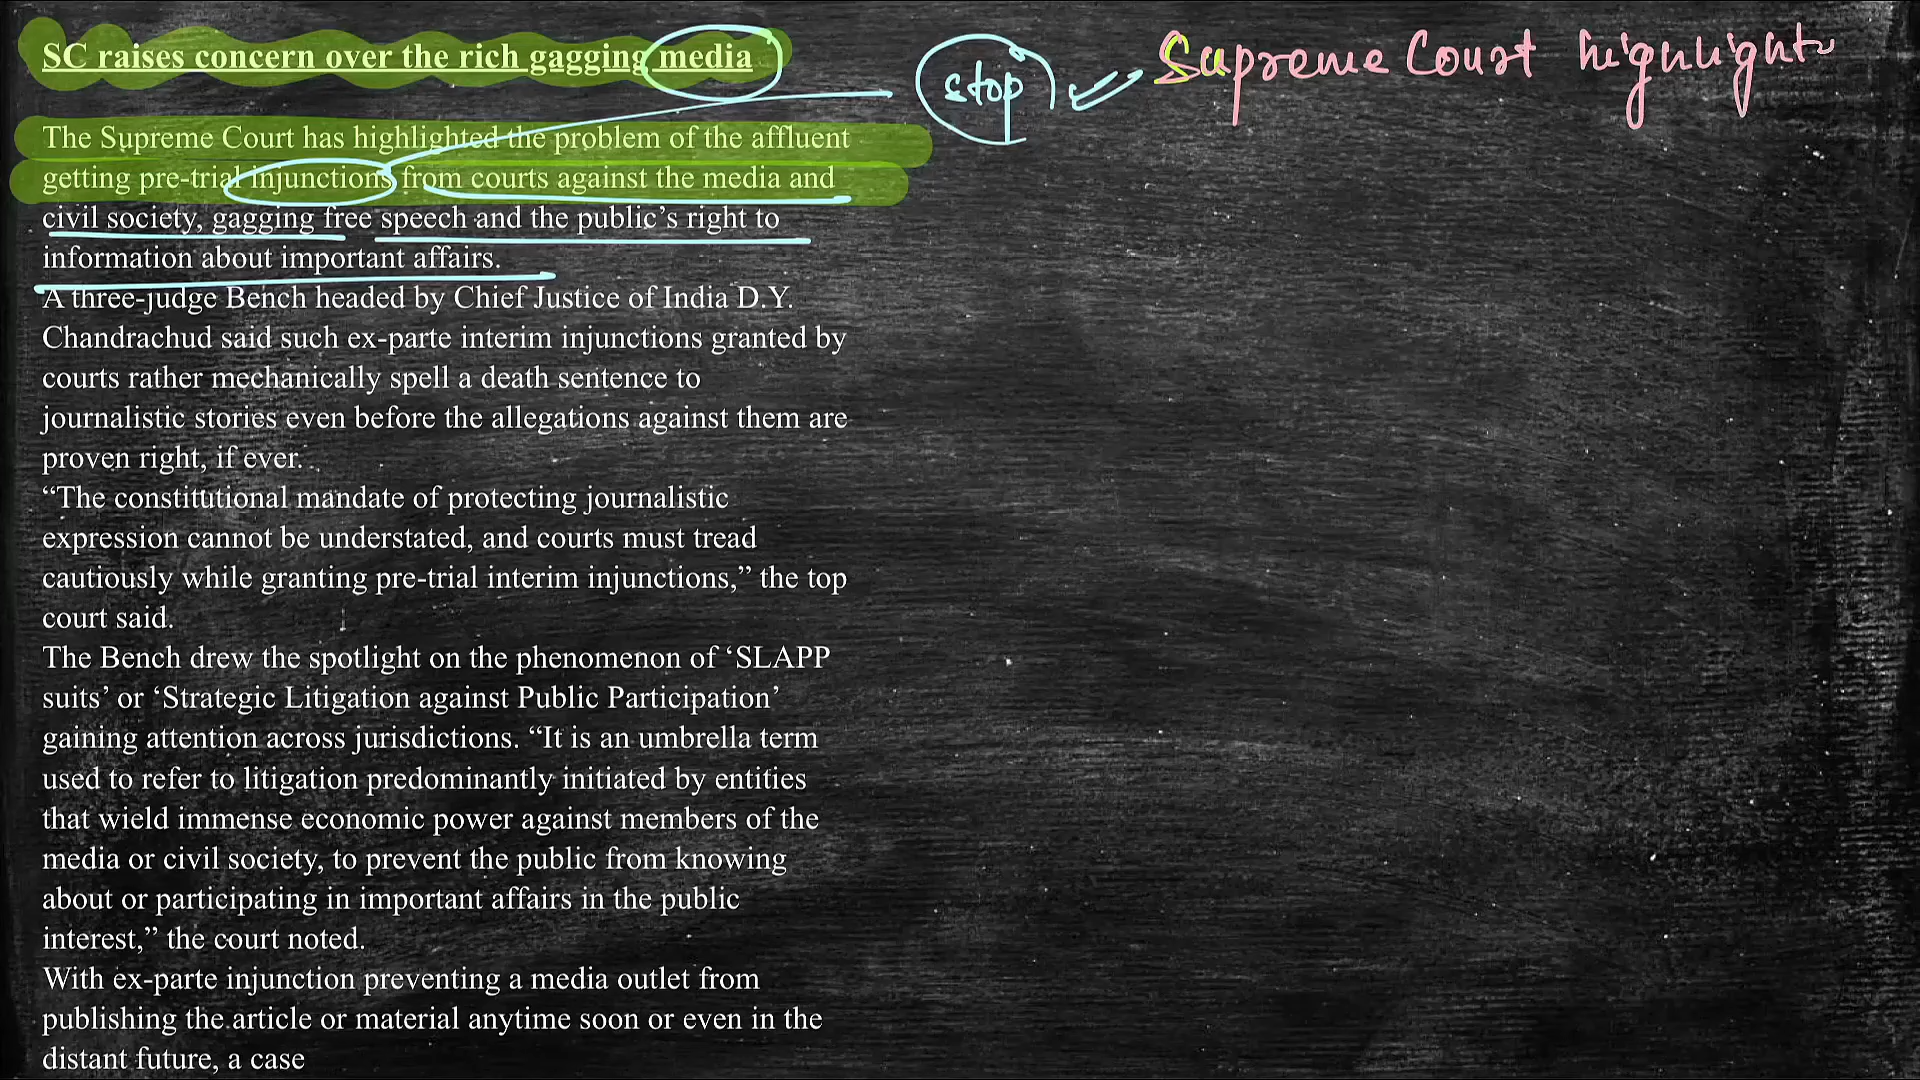 SC raises concern over the rich gagging media
stop
Supreme Court highlights
The Supreme Court has highlighted the problem of the affluent
getting pre-trial injunctions from courts against the media and
civil society, gagging free speech and the public’s right to
information about important affairs.
A three-judge Bench headed by Chief Justice of India D.Y.
Chandrachud said such ex-parte interim injunctions granted by
courts rather mechanically spell a death sentence to
journalistic stories even before the allegations against them are
proven right, if ever.
“The constitutional mandate of protecting journalistic
expression cannot be understated, and courts must tread
cautiously while granting pre-trial interim injunctions,” the top
court said.
The Bench drew the spotlight on the phenomenon of ‘SLAPP
suits’ or ‘Strategic Litigation against Public Participation’
gaining attention across jurisdictions. “It is an umbrella term
used to refer to litigation predominantly initiated by entities
that wield immense economic power against members of the
media or civil society, to prevent the public from knowing
about or participating in important affairs in the public
interest,” the court noted.
With ex-parte injunction preventing a media outlet from
publishing the article or material anytime soon or even in the
distant future, a case